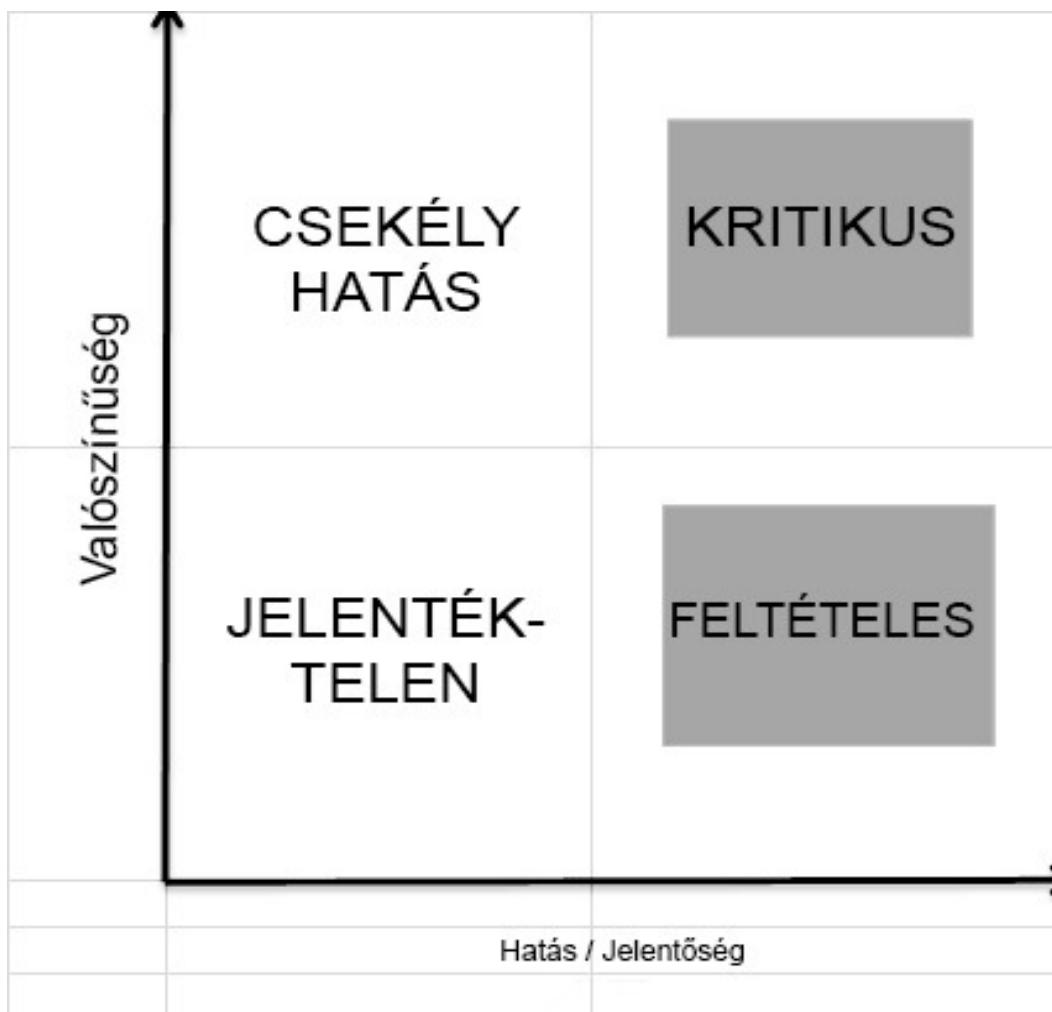 CSEKÉLY
HATÁS
KRITIKUS
Valószínűség
JELENTÉK-
TELEN
FELTÉTELES
Hatás / Jelentőség